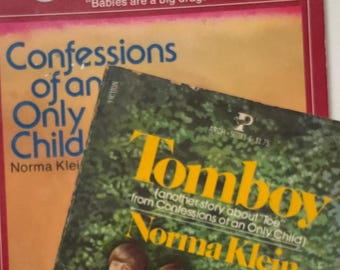 "Babies are a big drag
Confessions
of an
Only
Child
Norma Klein
FICTION
P
Tomboy
(another story about "Toe"
from Confessions of an Only Child)
Norma Klein